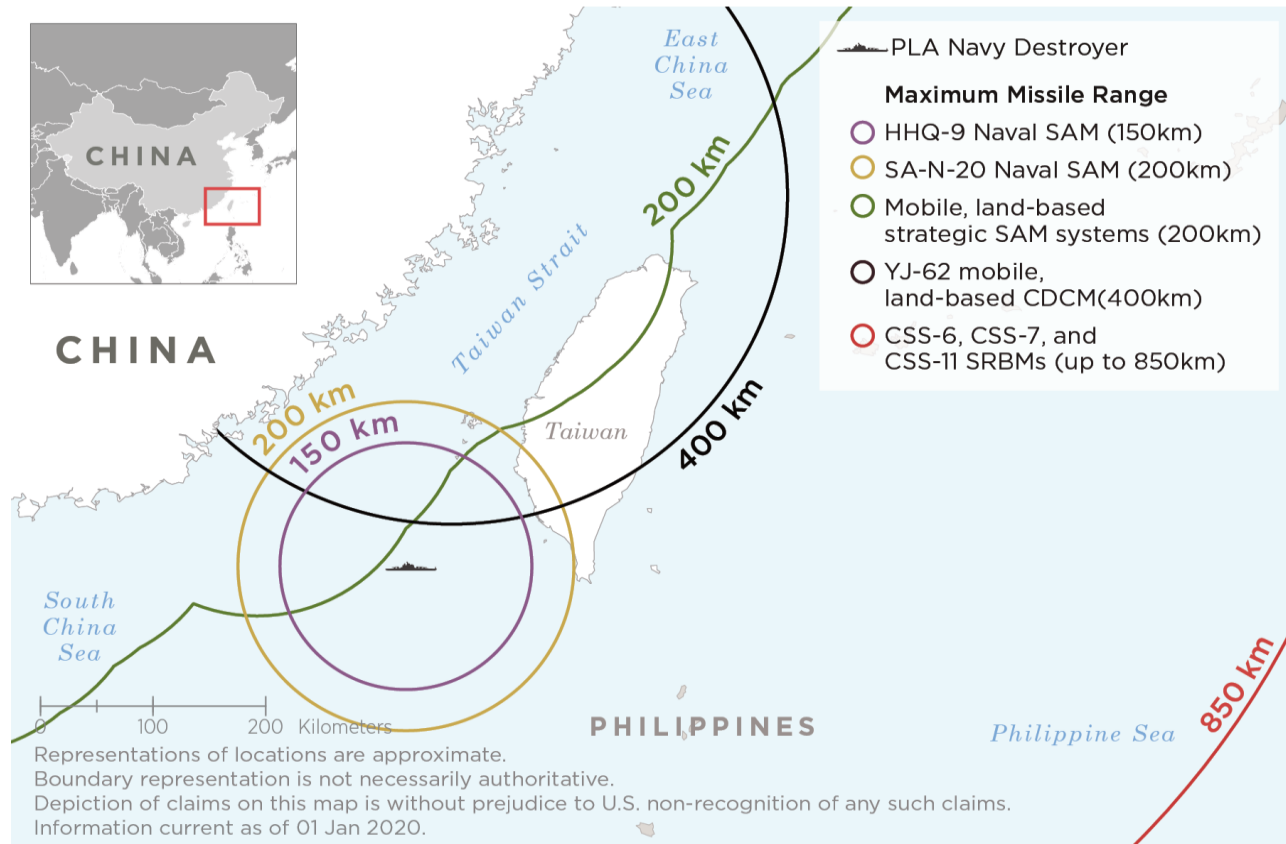 CHINA
East
China
Sea
PLA Navy Destroyer
Maximum Missile Range
HHQ-9 Naval SAM (150km)
SA-N-20 Naval SAM (200km)
Mobile, land-based
strategic SAM systems (200km)
YJ-62 mobile,
land-based CDCM(400km)
CSS-6, CSS-7, and
CSS-11 SRBMs (up to 850km)
200 km
Taiwan Strait
CHINA
200 km
150 km
Taiwan
400 km
South
China
Sea
850 km
0 100 200 Kilometers
PHILIPPINES
Philippine Sea
Representations of locations are approximate.
Boundary representation is not necessarily authoritative.
Depiction of claims on this map is without prejudice to U.S. non-recognition of any such claims.
Information current as of 01 Jan 2020.